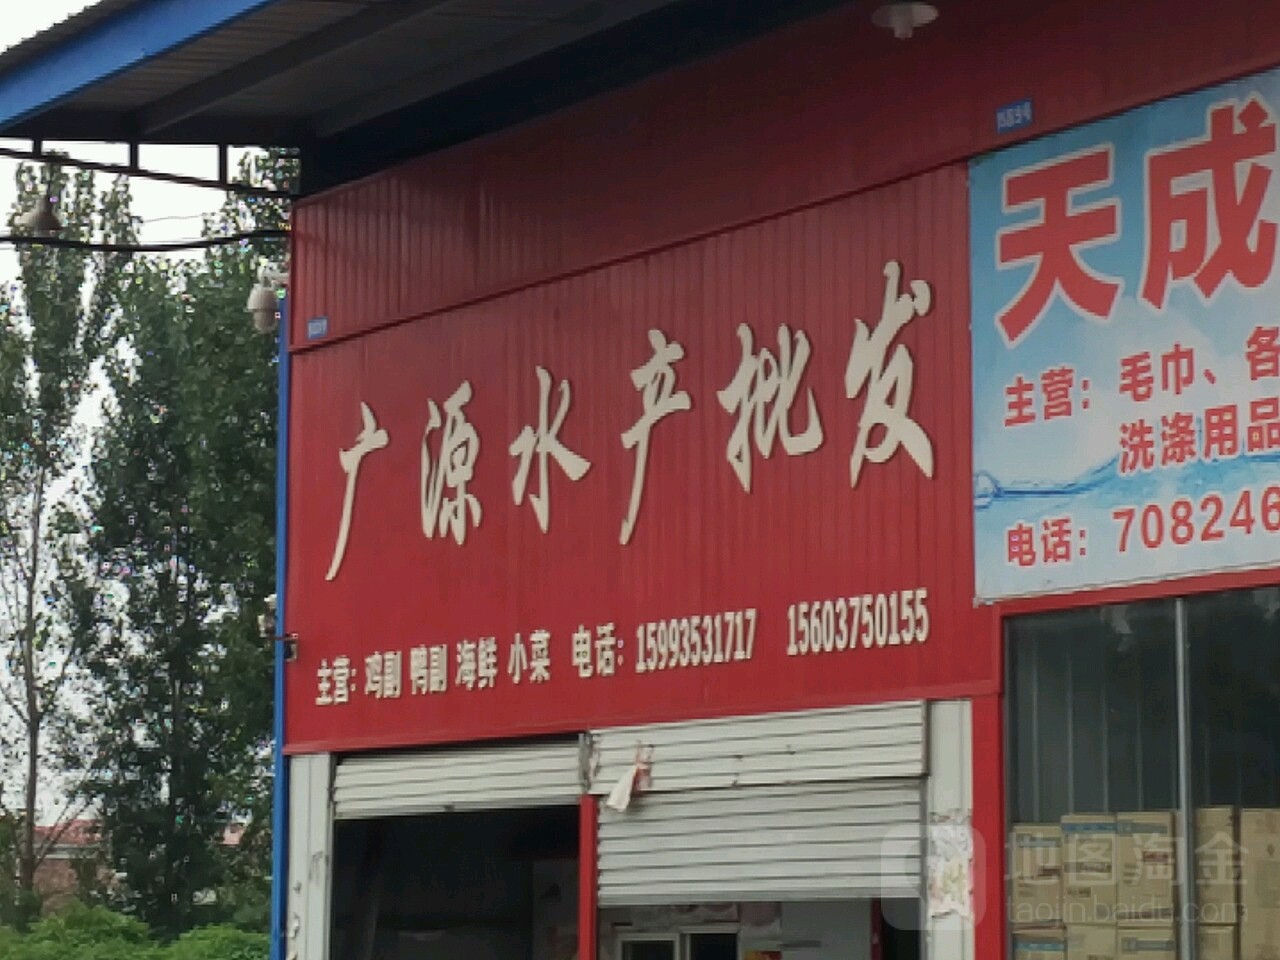 广源水产批发
主营：鸡副 鸭副 海鲜 小菜 电话：15993531717 15603750155
天成
主营：毛巾、各
洗涤用品
电话：708246
地图淘金
taojin.baidu.com